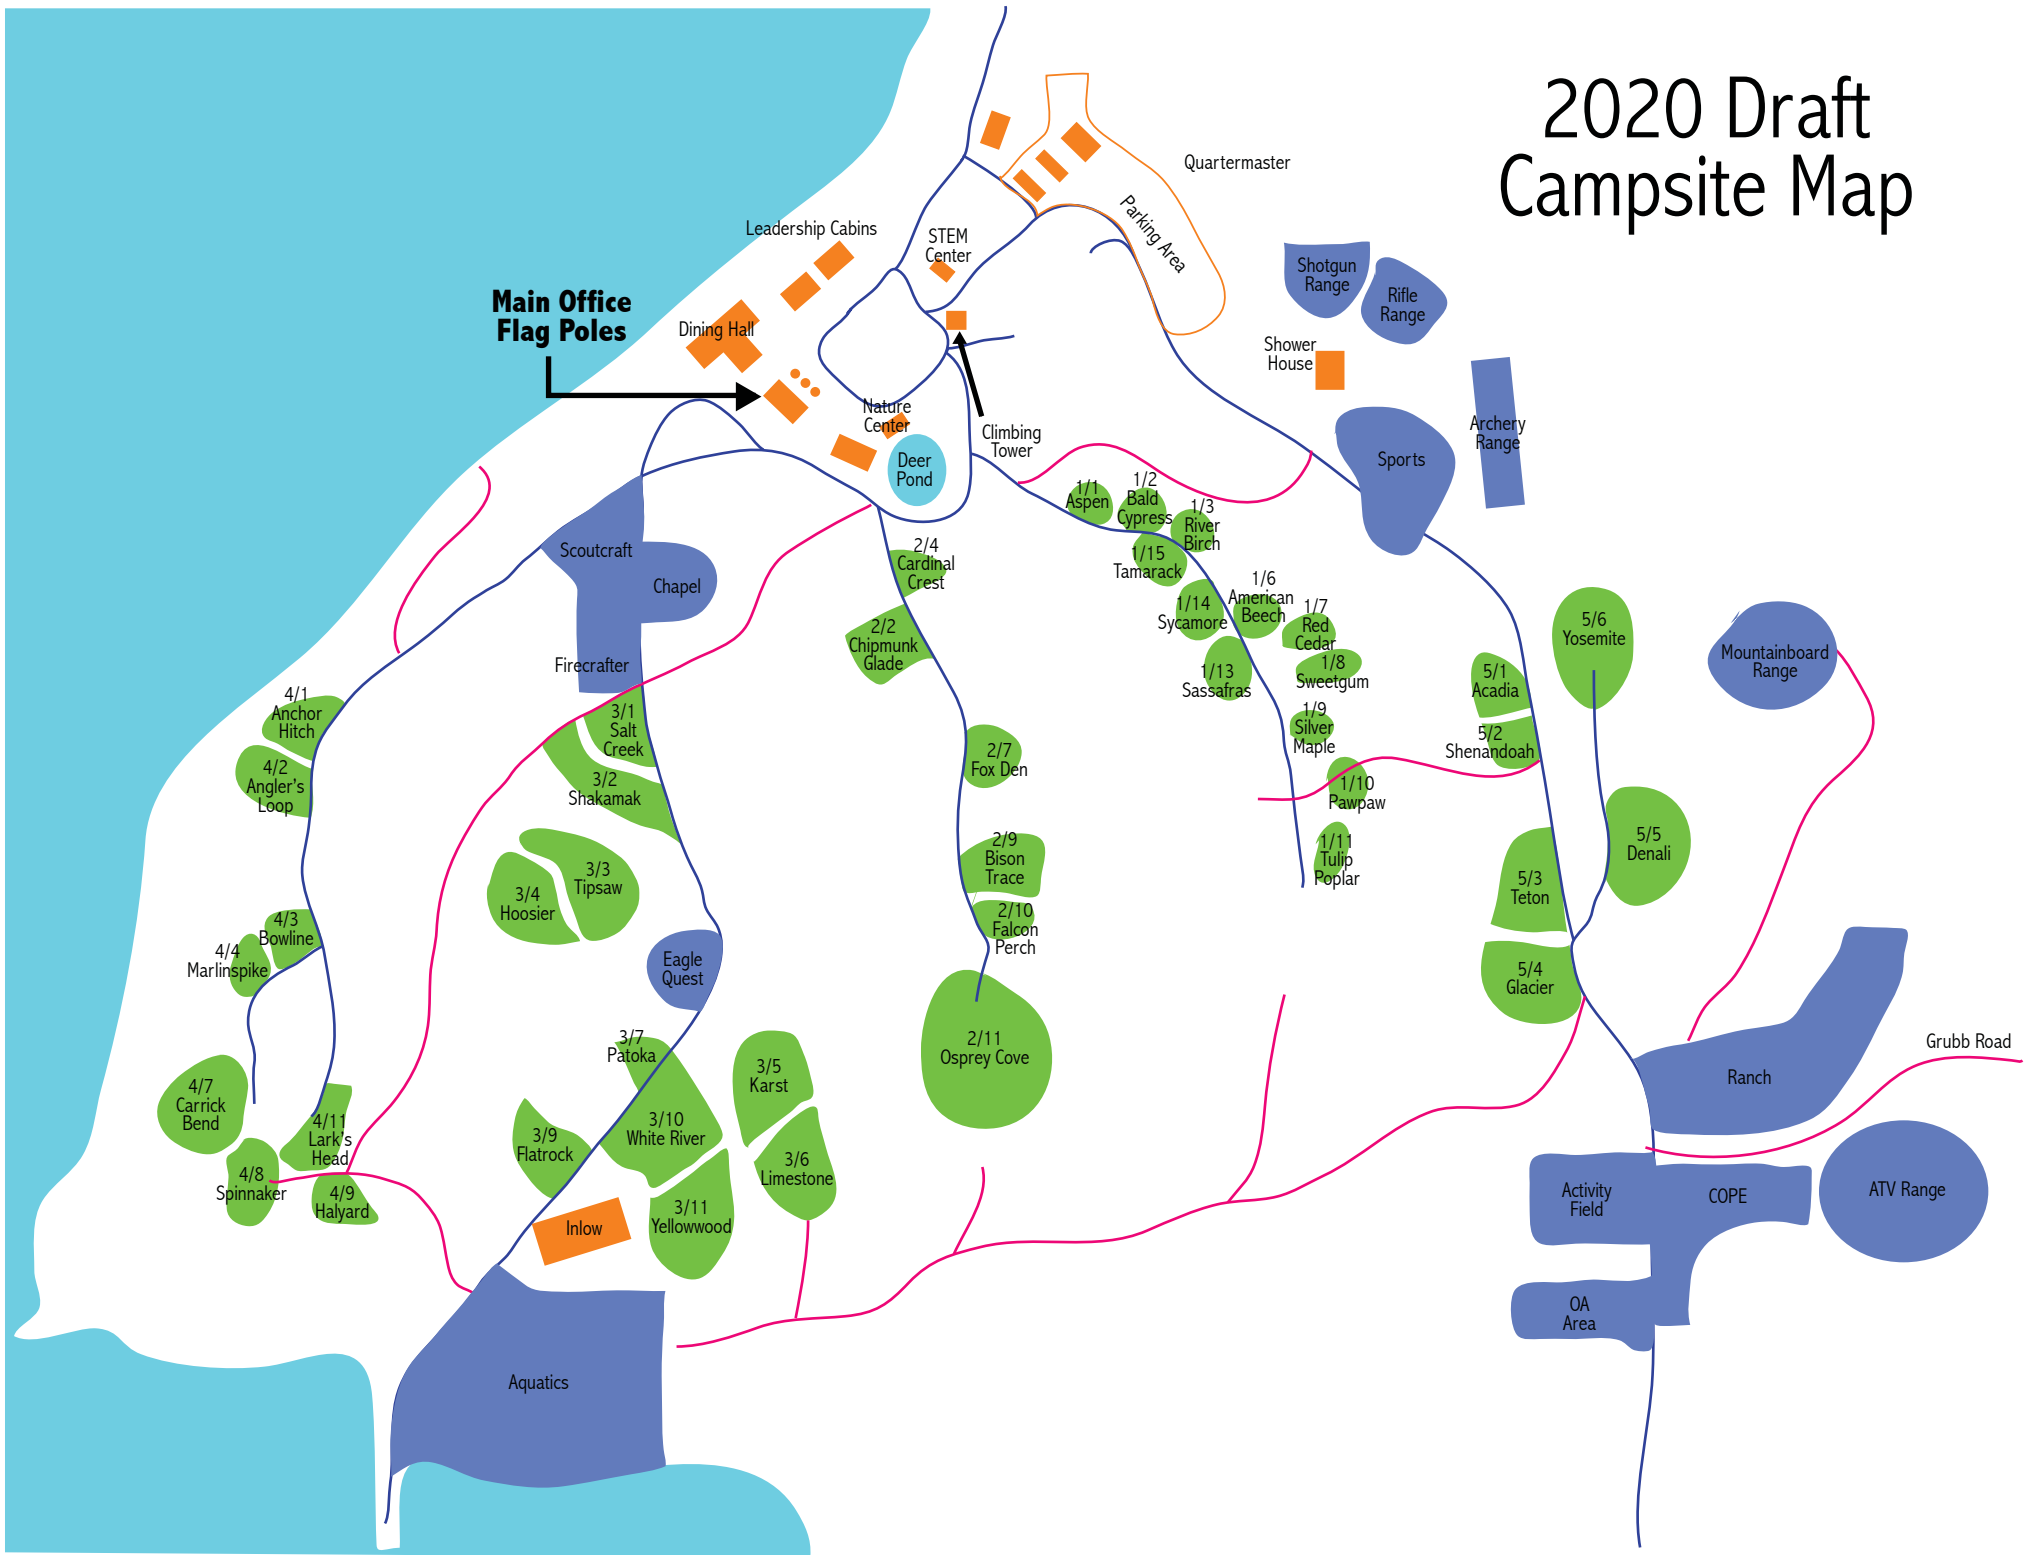 2020 Draft
Campsite Map
Quartermaster
Parking Area
Leadership Cabins
STEM
Center
Main Office
Flag Poles
Dining Hall
Shotgun
Range
Rifle
Range
Shower
House
Archery
Range
Sports
Nature
Center
Deer
Pond
Climbing
Tower
1/1
Aspen
1/2
Bald
Cypress
1/3
River
Birch
1/15
Tamarack
1/14
Sycamore
1/6
American
Beech
1/7
Red
Cedar
1/8
Sweetgum
1/13
Sassafras
1/9
Silver
Maple
1/10
Pawpaw
1/11
Tulip
Poplar
Scoutcraft
Chapel
Firecrafter
2/4
Cardinal
Crest
2/2
Chipmunk
Glade
2/7
Fox Den
2/9
Bison
Trace
2/10
Falcon
Perch
2/11
Osprey Cove
5/6
Yosemite
Mountainboard
Range
5/1
Acadia
5/2
Shenandoah
5/5
Denali
5/3
Teton
5/4
Glacier
4/1
Anchor
Hitch
4/2
Angler's
Loop
4/3
Bowline
4/4
Marlinspike
4/7
Carrick
Bend
4/11
Lark's
Head
4/8
Spinnaker
4/9
Halyard
3/1
Salt
Creek
3/2
Shakamak
3/3
Tipsaw
3/4
Hoosier
Eagle
Quest
3/7
Patoka
3/5
Karst
3/10
White River
3/9
Flatrock
3/6
Limestone
3/11
Yellowwood
Inlow
Aquatics
Ranch
Grubb Road
Activity
Field
COPE
ATV Range
OA
Area